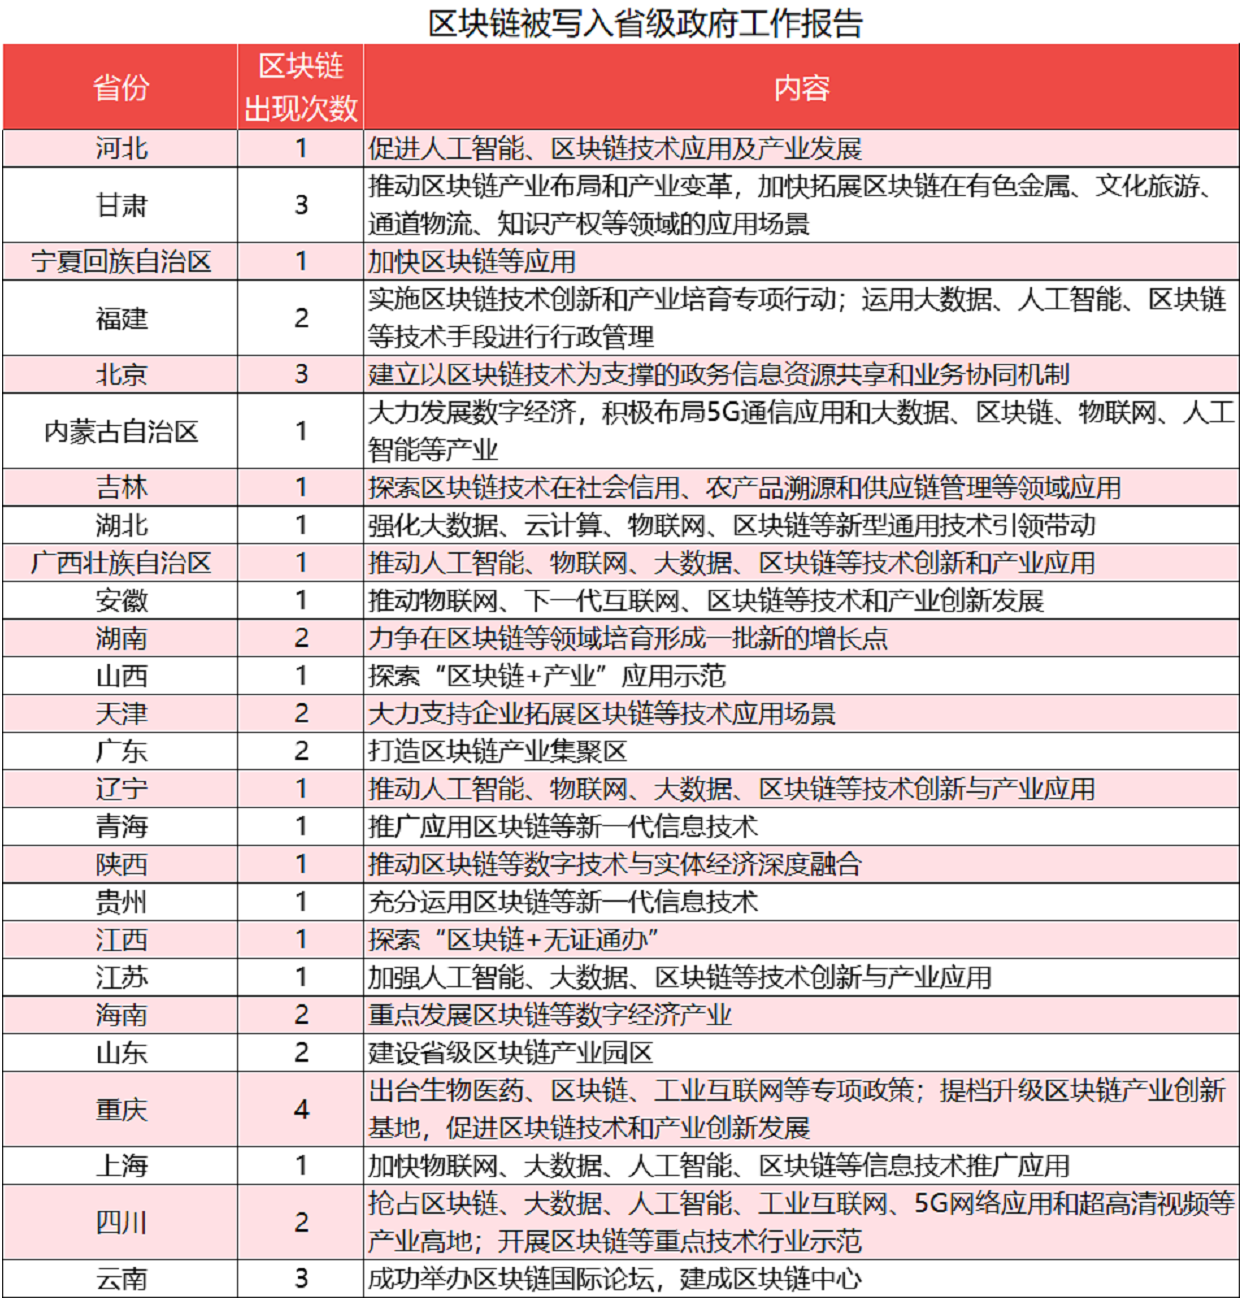 区块链被写入省级政府工作报告
省份
区块链
出现次数
内容
河北 1 促进人工智能、区块链技术应用及产业发展
甘肃 3 推动区块链产业布局和产业变革，加快拓展区块链在有色金属、文化旅游、
通道物流、知识产权等领域的应用场景
宁夏回族自治区 1 加快区块链等应用
福建 2 实施区块链技术创新和产业培育专项行动；运用大数据、人工智能、区块链
等技术手段进行行政管理
北京 3 建立以区块链技术为支撑的政务信息资源共享和业务协同机制
内蒙古自治区 1 大力发展数字经济，积极布局5G通信应用和大数据、区块链、物联网、人工
智能等产业
吉林 1 探索区块链技术在社会信用、农产品溯源和供应链管理等领域应用
湖北 1 强化大数据、云计算、物联网、区块链等新型通用技术引领带动
广西壮族自治区 1 推动人工智能、物联网、大数据、区块链等技术创新和产业应用
安徽 1 推动物联网、下一代互联网、区块链等技术和产业创新发展
湖南 2 力争在区块链等领域培育形成一批新的增长点
山西 1 探索“区块链+产业”应用示范
天津 2 大力支持企业拓展区块链等技术应用场景
广东 2 打造区块链产业集聚区
辽宁 1 推动人工智能、物联网、大数据、区块链等技术创新与产业应用
青海 1 推广应用区块链等新一代信息技术
陕西 1 推动区块链等数字技术与实体经济深度融合
贵州 1 充分运用区块链等新一代信息技术
江西 1 探索“区块链+无证通办”
江苏 1 加强人工智能、大数据、区块链等技术创新与产业应用
海南 2 重点发展区块链等数字经济产业
山东 2 建设省级区块链产业园区
重庆 4 出台生物医药、区块链、工业互联网等专项政策；提档升级区块链产业创新
基地，促进区块链技术和产业创新发展
上海 1 加快物联网、大数据、人工智能、区块链等信息技术推广应用
四川 2 抢占区块链、大数据、人工智能、工业互联网、5G网络应用和超高清视频等
产业高地；开展区块链等重点技术行业示范
云南 3 成功举办区块链国际论坛，建成区块链中心